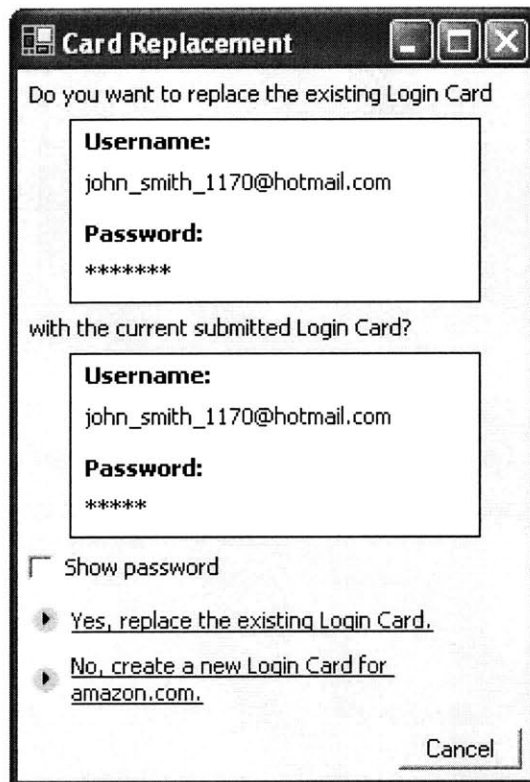 Card Replacement
Do you want to replace the existing Login Card
Username:
john_smith_1170@hotmail.com
Password:
*******
with the current submitted Login Card?
Username:
john_smith_1170@hotmail.com
Password:
*****
Show password
Yes, replace the existing Login Card.
No, create a new Login Card for
amazon.com.
Cancel